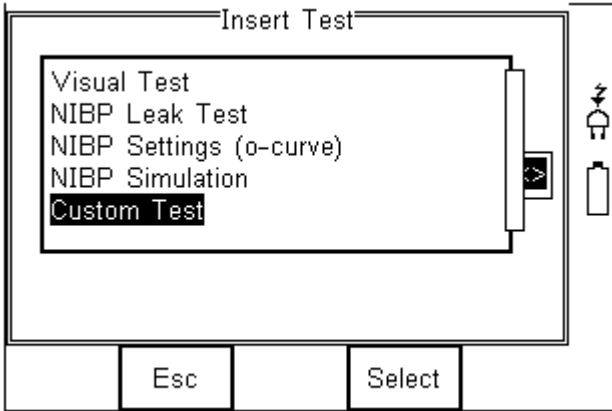 Insert Test
Visual Test
NIBP Leak Test
NIBP Settings (o-curve)
NIBP Simulation
Custom Test
<>
Esc
Select